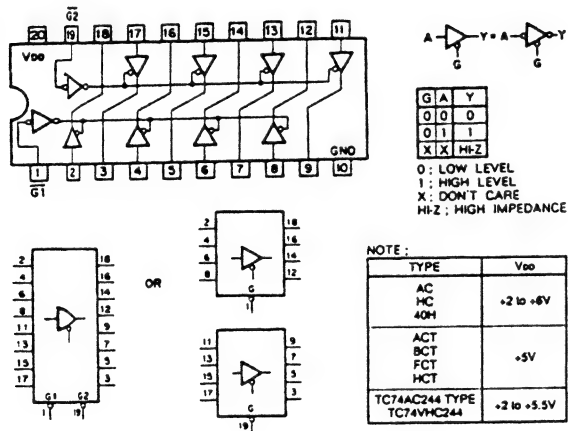 G2
20 19 18 17 16 15 14 13 12 11
VDD
GND
1 2 3 4 5 6 7 8 9 10
G1
A Y = A Y
G G
G A Y
0 0 0
0 1 1
X X HI-Z
0 ; LOW LEVEL
1 ; HIGH LEVEL
X ; DON'T CARE
HI-Z ; HIGH IMPEDANCE
2 18
4 16
6 14
8 12
11 9
13 7
15 5
17 3
G1 G2
1 19
OR
2 18
4 16
6 14
8 12
G
1
11 9
13 7
15 5
17 3
G
19
NOTE ;
TYPE VDD
AC
HC +2 to +6V
40H
ACT
BCT +5V
FCT
HCT
TC74AC244 TYPE +2 to +5.5V
TC74VHC244